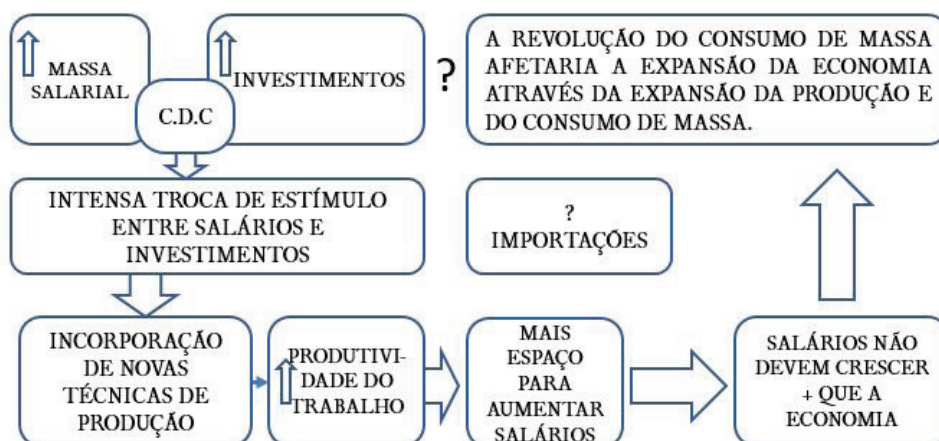 MASSA
SALARIAL
INVESTIMENTOS
C.D.C
?
A REVOLUÇÃO DO CONSUMO DE MASSA
AFETARIA A EXPANSÃO DA ECONOMIA
ATRAVÉS DA EXPANSÃO DA PRODUÇÃO E
DO CONSUMO DE MASSA.
INTENSA TROCA DE ESTÍMULO
ENTRE SALÁRIOS E
INVESTIMENTOS
?
IMPORTAÇÕES
INCORPORAÇÃO
DE NOVAS
TÉCNICAS DE
PRODUÇÃO
PRODUTIVI-
DADE DO
TRABALHO
MAIS
ESPAÇO
PARA
AUMENTAR
SALÁRIOS
SALÁRIOS NÃO
DEVEM CRESCER
+ QUE A
ECONOMIA